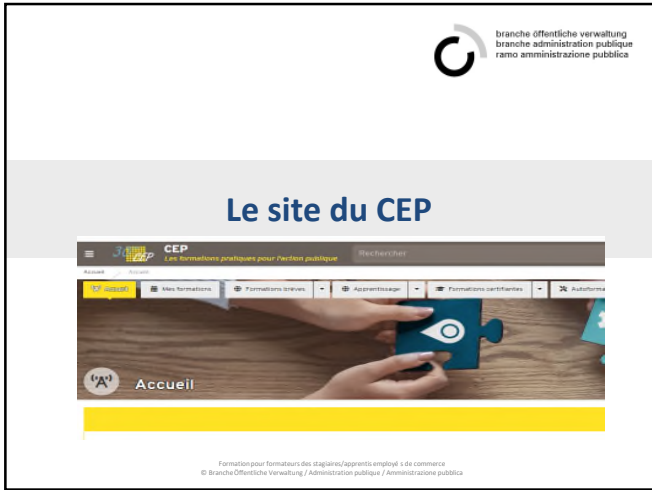 branche öffentliche verwaltung
branche administration publique
ramo amministrazione pubblica
Le site du CEP
CEP
Les formations pratiques pour l'action publique
Rechercher
Accueil
Accueil
Accueil
Mes formations
Formations brèves
Apprentissage
Formations certifiantes
Autoforma
Accueil
Formation pour formateurs des stagiaires/apprentis employé s de commerce
© Branche Öffentliche Verwaltung / Administration publique / Amministrazione pubblica